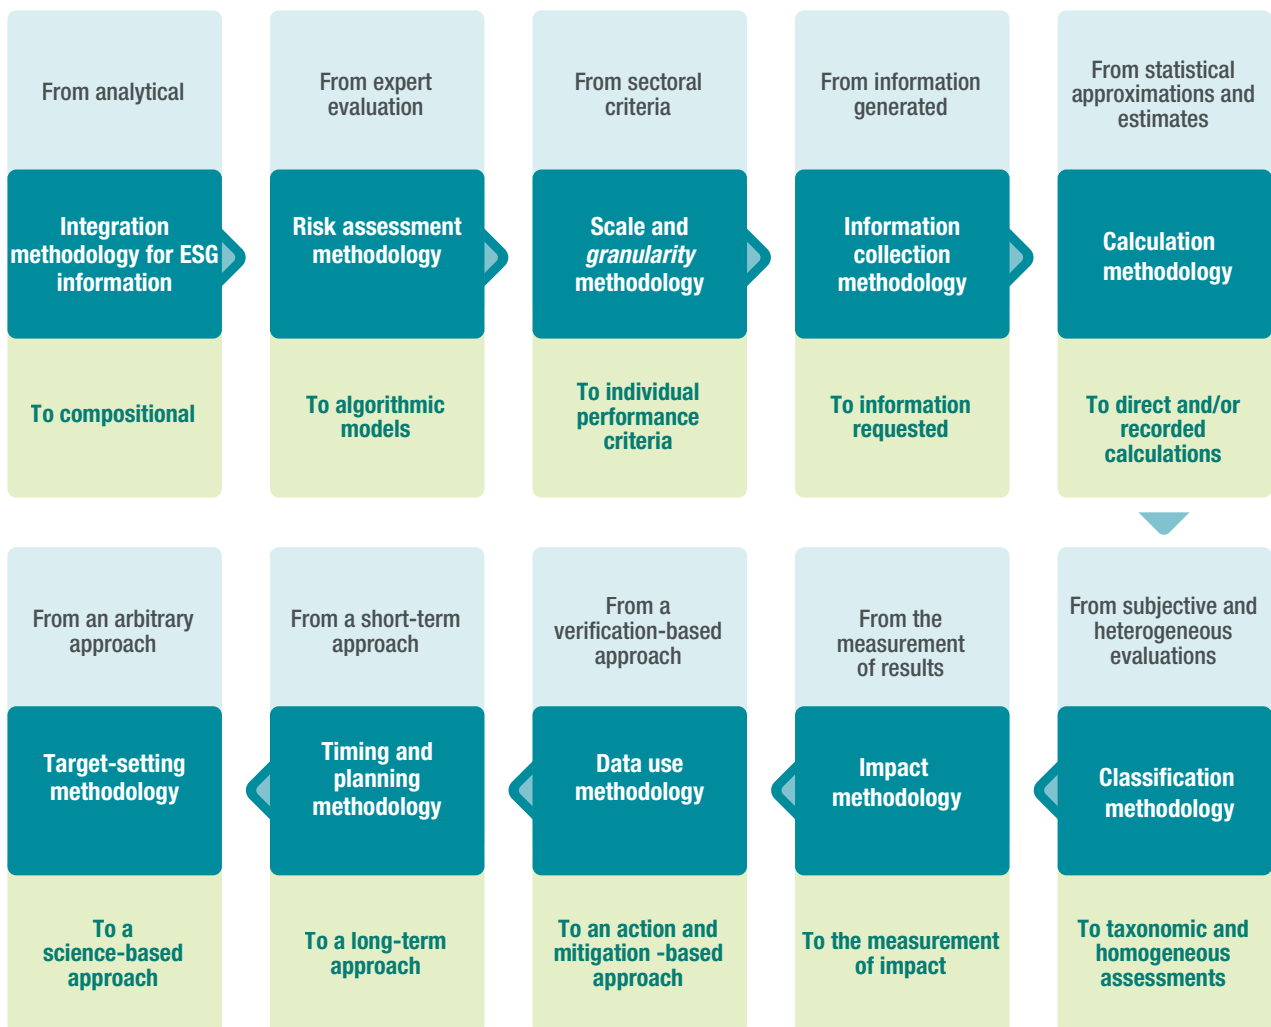 From analytical
Integration
methodology for ESG
information
To compositional
From expert
evaluation
Risk assessment
methodology
To algorithmic
models
From sectoral
criteria
Scale and
granularity
methodology
To individual
performance
criteria
From information
generated
Information
collection
methodology
To information
requested
From statistical
approximations and
estimates
Calculation
methodology
To direct and/or
recorded
calculations
From subjective and
heterogeneous
evaluations
Classification
methodology
To taxonomic and
homogeneous
assessments
From the
measurement
of results
Impact
methodology
To the measurement
of impact
From a
verification-based
approach
Data use
methodology
To an action and
mitigation -based
approach
From a short-term
approach
Timing and
planning
methodology
To a long-term
approach
From an arbitrary
approach
Target-setting
methodology
To a
science-based
approach